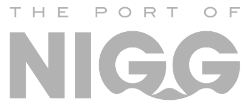 THE PORT OF
NIGG